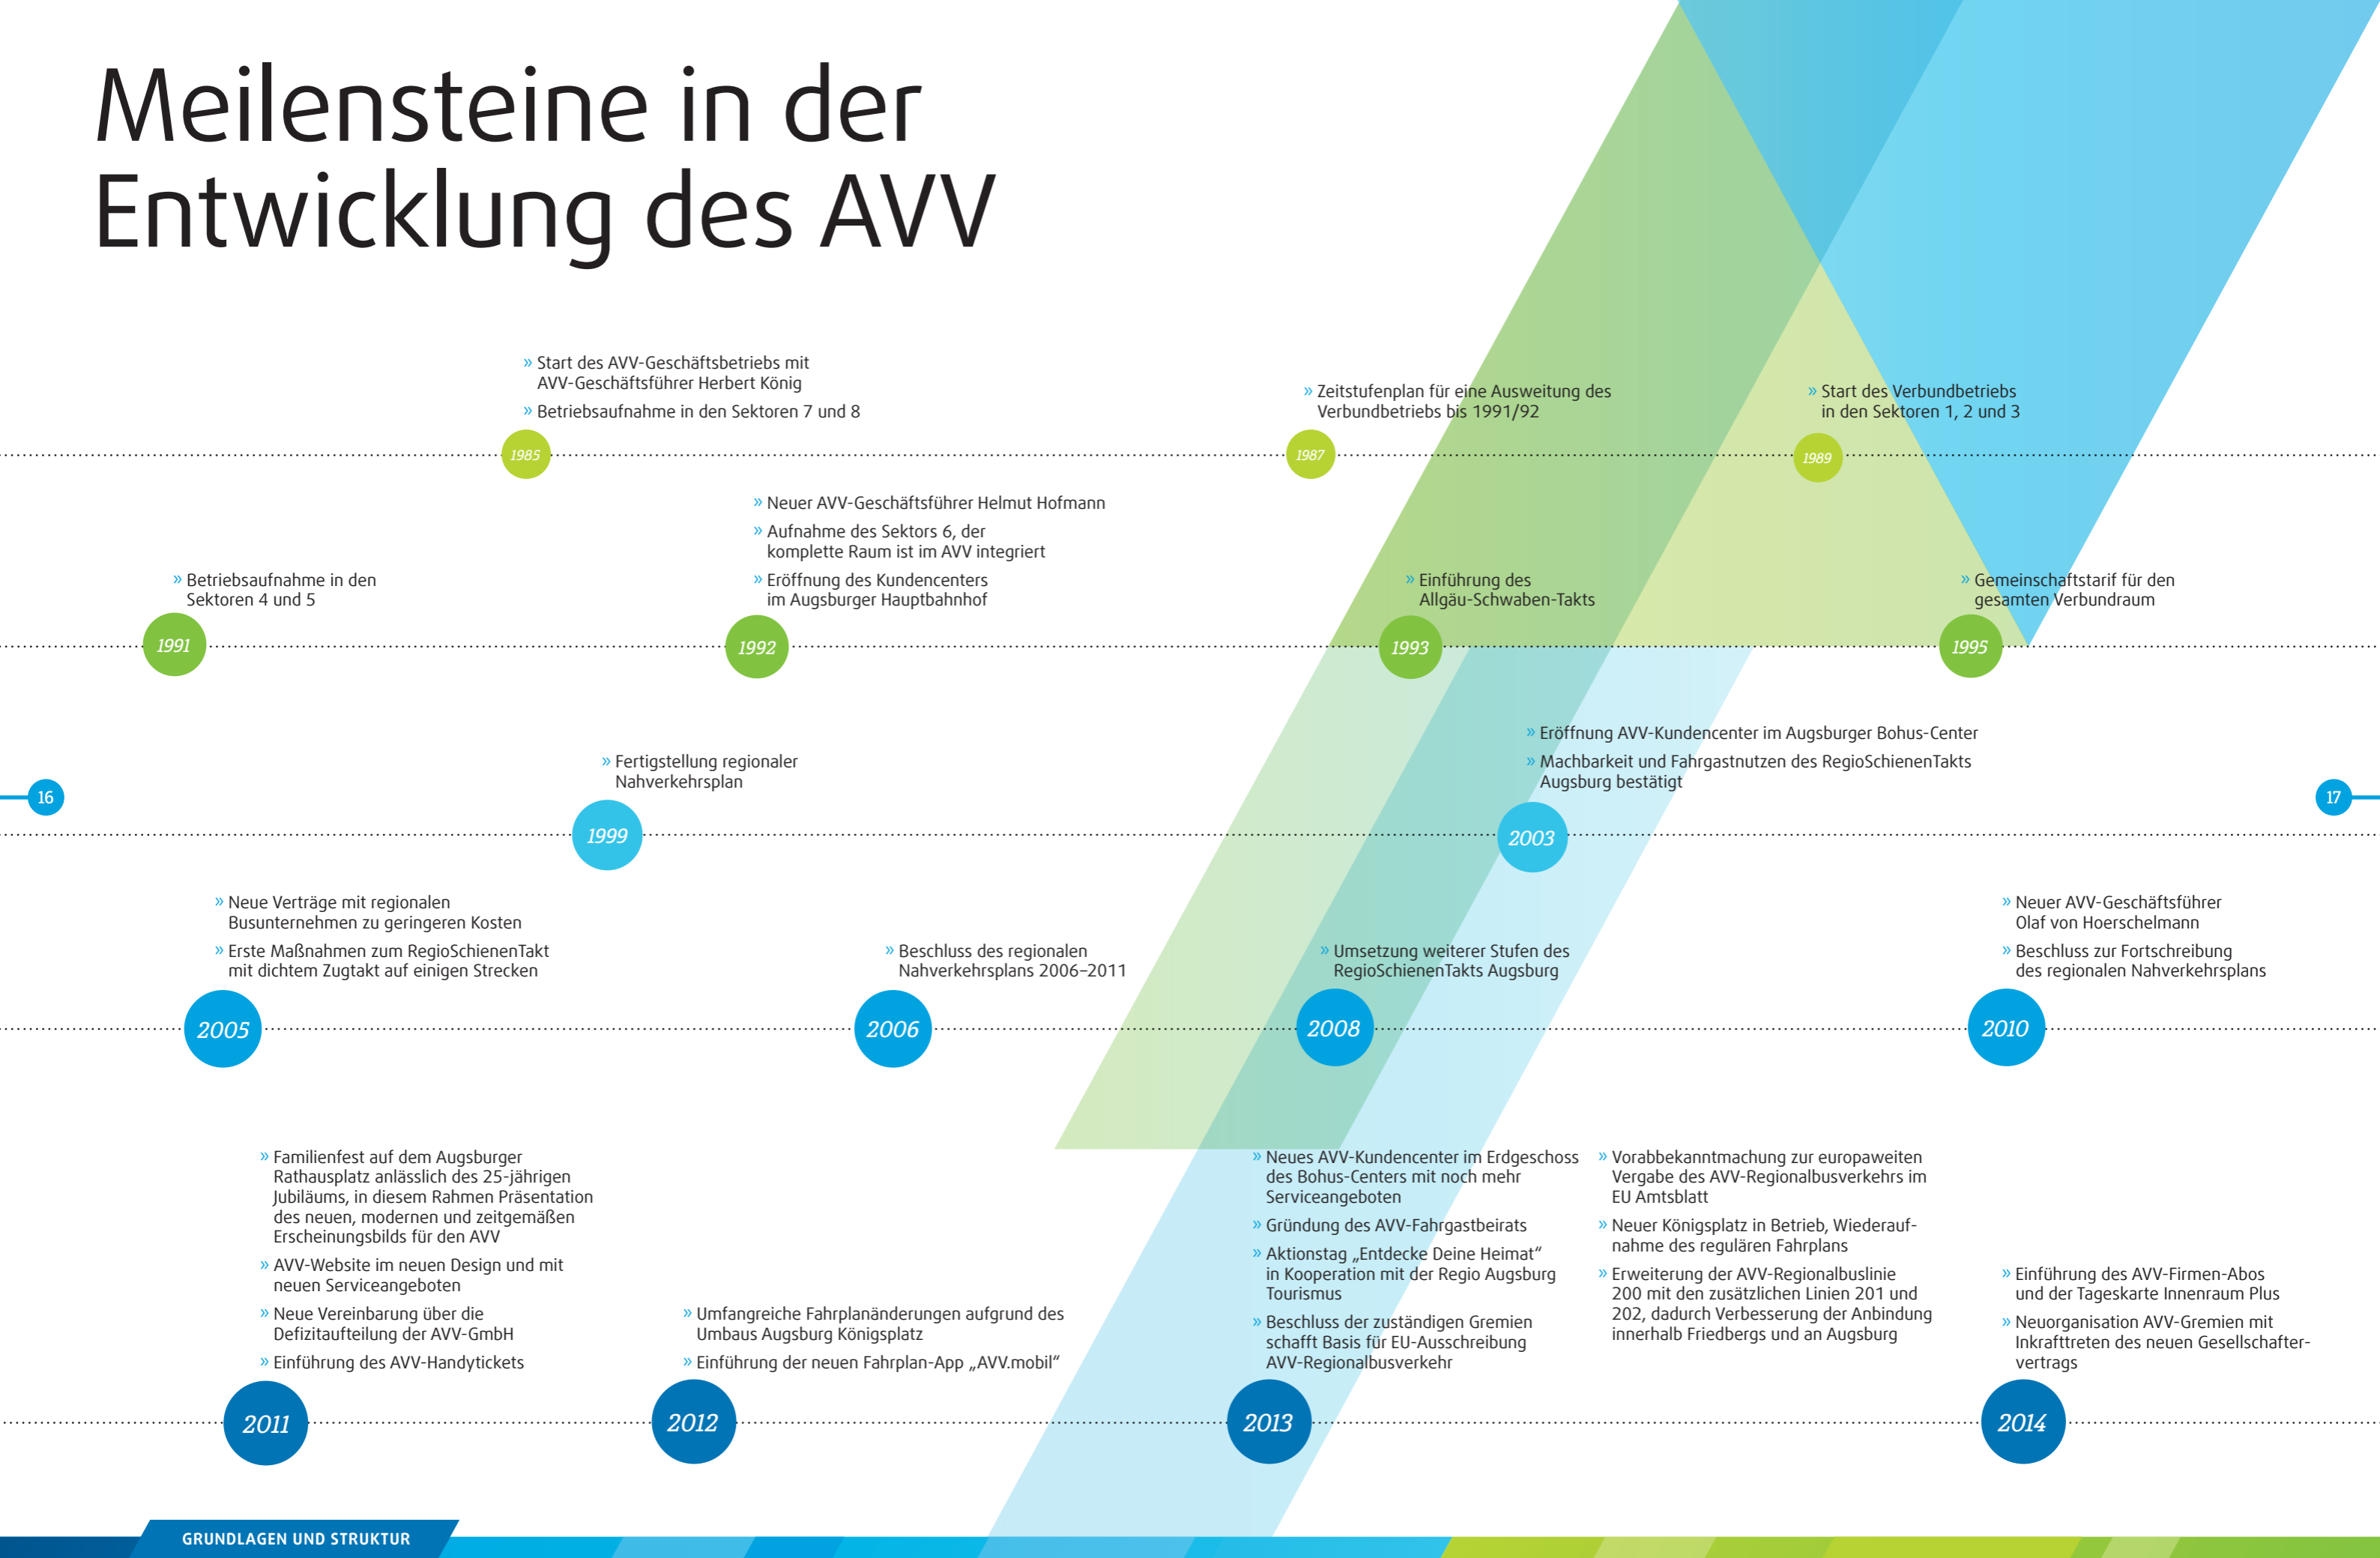 Meilensteine in der
Entwicklung des AVV
» Start des AVV-Geschäftsbetriebs mit
AVV-Geschäftsführer Herbert König
» Betriebsaufnahme in den Sektoren 7 und 8
1985
» Zeitstufenplan für eine Ausweitung des
Verbundbetriebs bis 1991/92
1987
» Start des Verbundbetriebs
in den Sektoren 1, 2 und 3
1989
» Betriebsaufnahme in den
Sektoren 4 und 5
1991
» Neuer AVV-Geschäftsführer Helmut Hofmann
» Aufnahme des Sektors 6, der
komplette Raum ist im AVV integriert
» Eröffnung des Kundencenters
im Augsburger Hauptbahnhof
1992
» Einführung des
Allgäu-Schwaben-Takts
1993
» Gemeinschaftstarif für den
gesamten Verbundraum
1995
16
» Fertigstellung regionaler
Nahverkehrsplan
1999
» Eröffnung AVV-Kundencenter im Augsburger Bohus-Center
» Machbarkeit und Fahrgastnutzen des RegioSchienenTakts
Augsburg bestätigt
2003
17
» Neue Verträge mit regionalen
Busunternehmen zu geringeren Kosten
» Erste Maßnahmen zum RegioSchienenTakt
mit dichtem Zugtakt auf einigen Strecken
2005
» Beschluss des regionalen
Nahverkehrsplans 2006–2011
2006
» Umsetzung weiterer Stufen des
RegioSchienenTakts Augsburg
2008
» Neuer AVV-Geschäftsführer
Olaf von Hoerschelmann
» Beschluss zur Fortschreibung
des regionalen Nahverkehrsplans
2010
» Familienfest auf dem Augsburger
Rathausplatz anlässlich des 25-jährigen
Jubiläums, in diesem Rahmen Präsentation
des neuen, modernen und zeitgemäßen
Erscheinungsbilds für den AVV
» AVV-Website im neuen Design und mit
neuen Serviceangeboten
» Neue Vereinbarung über die
Defizitaufteilung der AVV-GmbH
» Einführung des AVV-Handytickets
2011
» Umfangreiche Fahrplanänderungen aufgrund des
Umbaus Augsburg Königsplatz
» Einführung der neuen Fahrplan-App „AVV.mobil“
2012
» Neues AVV-Kundencenter im Erdgeschoss
des Bohus-Centers mit noch mehr
Serviceangeboten
» Gründung des AVV-Fahrgastbeirats
» Aktionstag „Entdecke Deine Heimat“
in Kooperation mit der Regio Augsburg
Tourismus
» Beschluss der zuständigen Gremien
schafft Basis für EU-Ausschreibung
AVV-Regionalbusverkehr
» Vorabbekanntmachung zur europaweiten
Vergabe des AVV-Regionalbusverkehrs im
EU Amtsblatt
» Neuer Königsplatz in Betrieb, Wiederauf-
nahme des regulären Fahrplans
» Erweiterung der AVV-Regionalbuslinie
200 mit den zusätzlichen Linien 201 und
202, dadurch Verbesserung der Anbindung
innerhalb Friedbergs und an Augsburg
2013
» Einführung des AVV-Firmen-Abos
und der Tageskarte Innenraum Plus
» Neuorganisation AVV-Gremien mit
Inkrafttreten des neuen Gesellschafter-
vertrags
2014
GRUNDLAGEN UND STRUKTUR